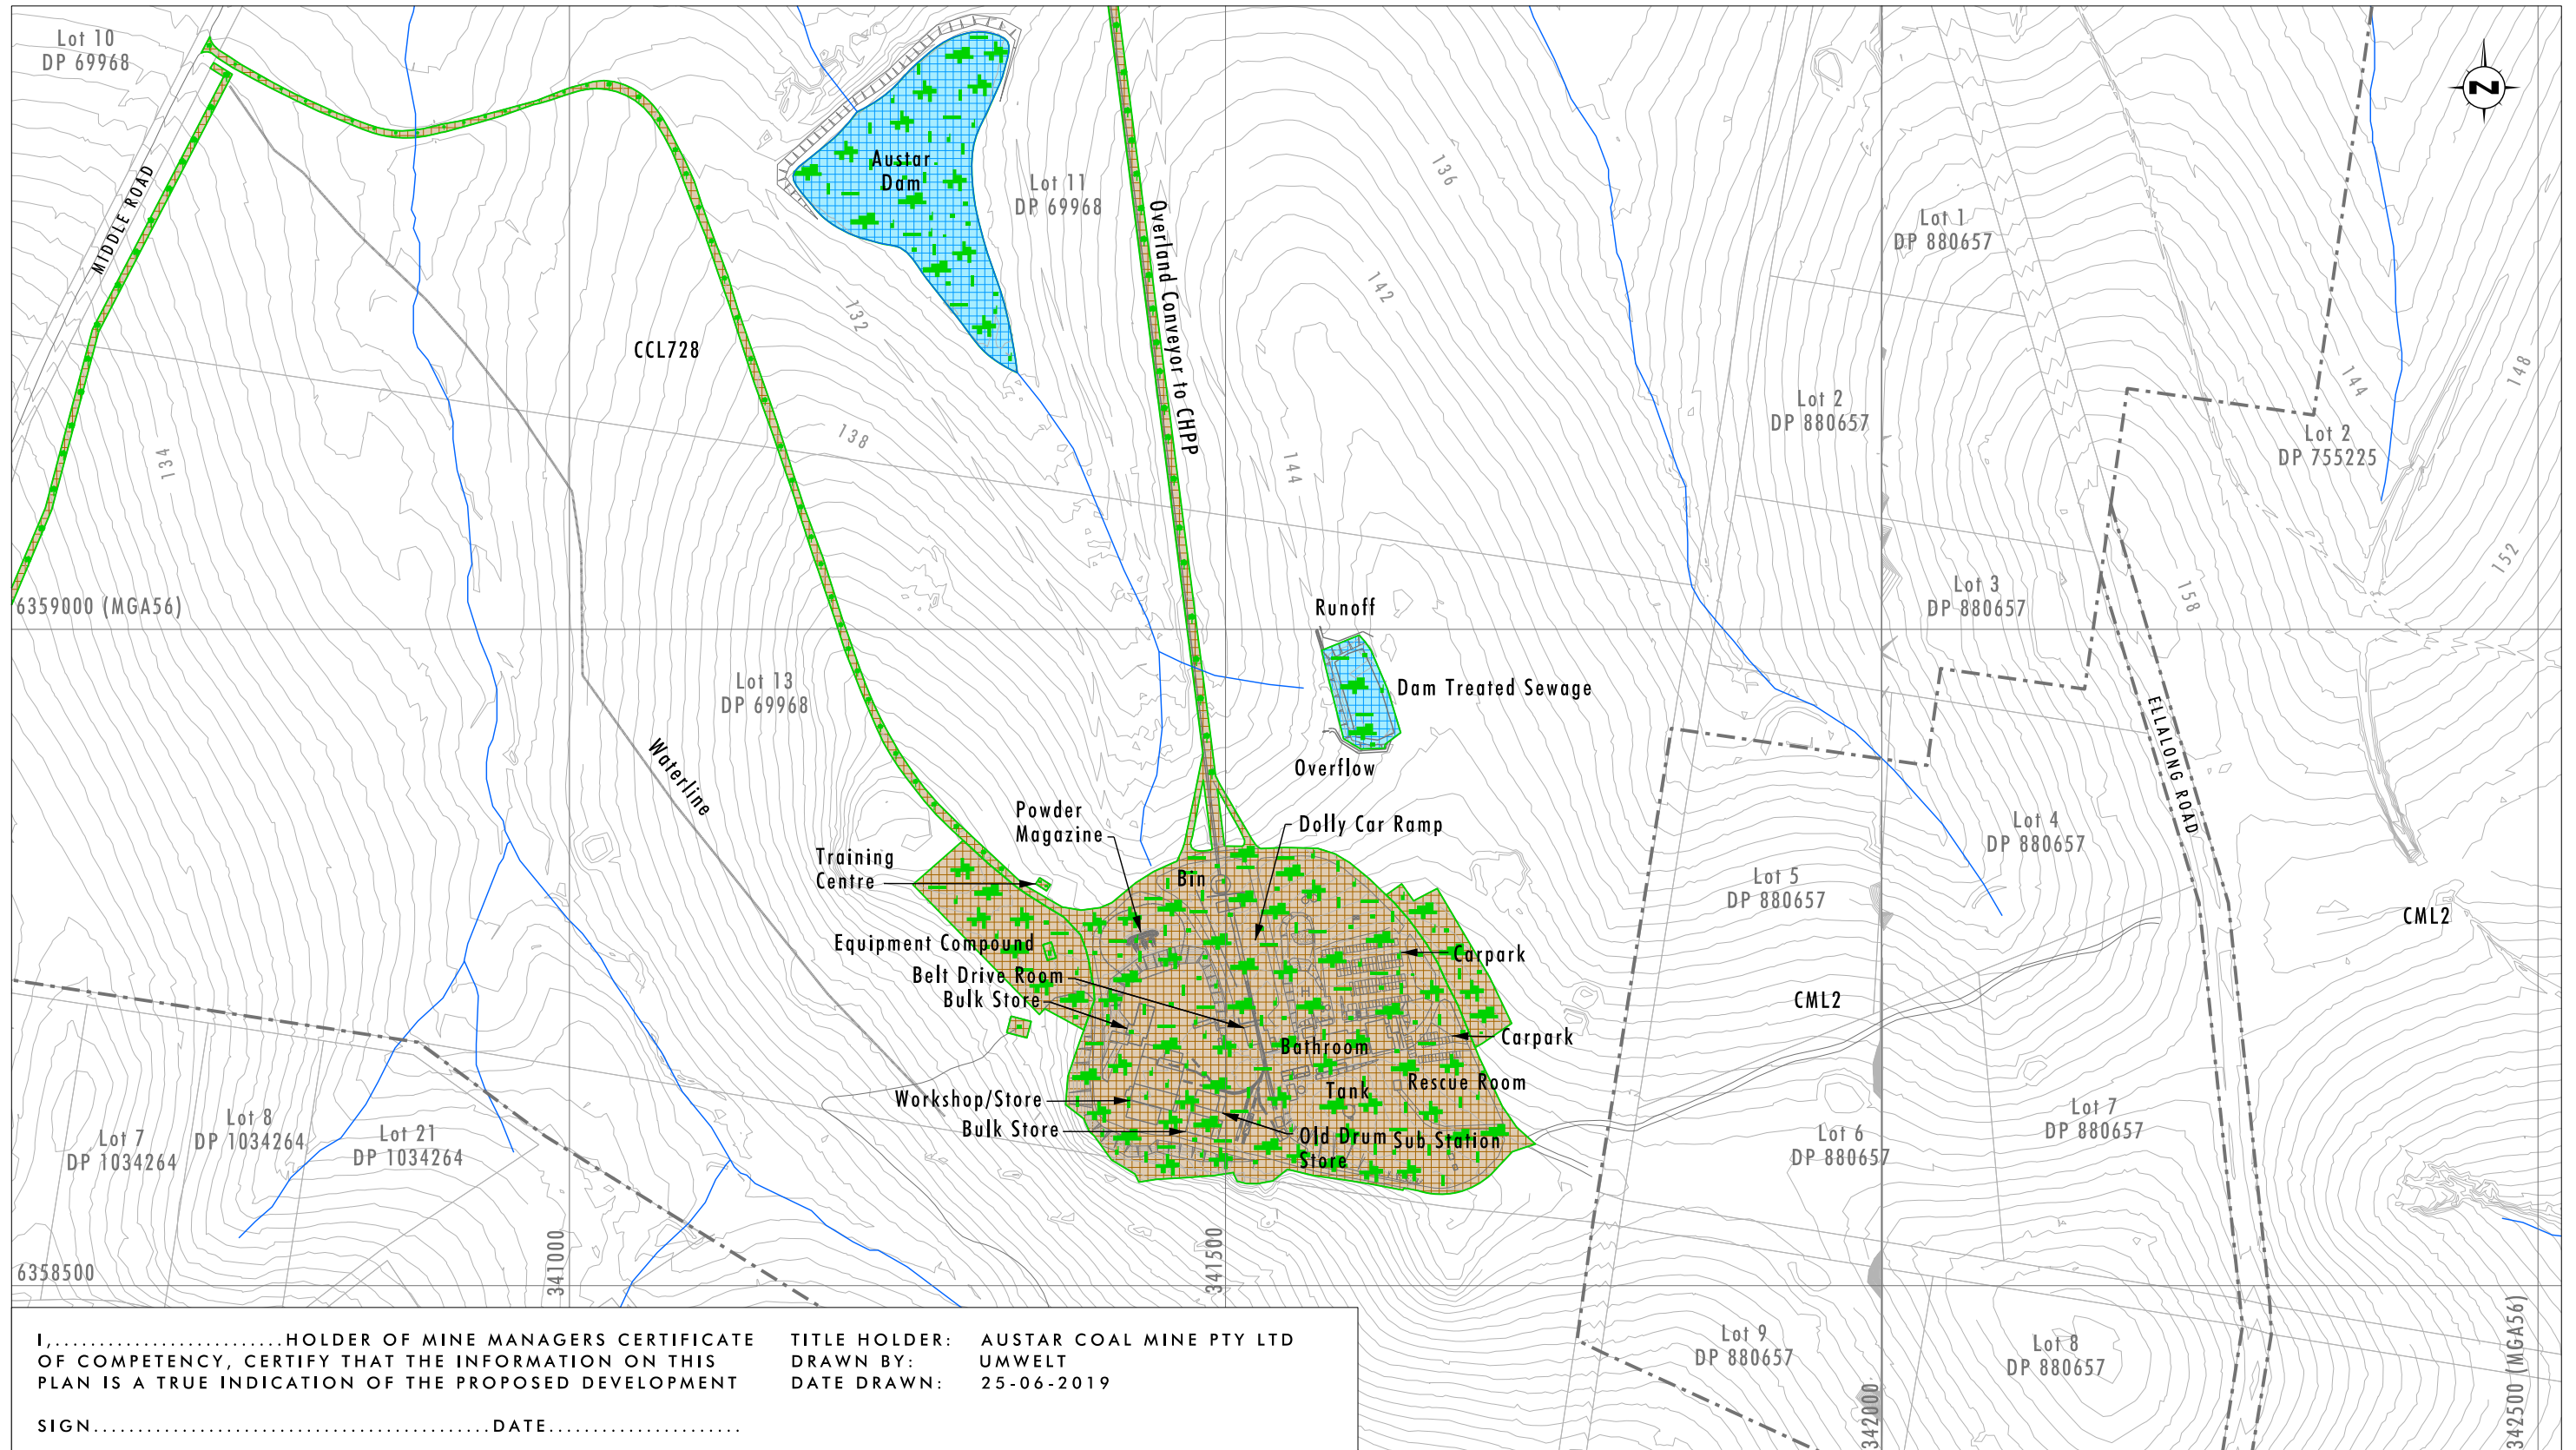 Lot 10
DP 69968
N
MIDDLE ROAD
Austar
Dam
Lot 11
DP 69968
Overland Conveyor to CHPP
136
142
Lot 1
DP 880657
132
CCL728
138
134
144
Lot 2
DP 880657
144
148
Lot 2
DP 755225
152
158
Lot 3
DP 880657
6359000 (MGA56)
Runoff
Dam Treated Sewage
Overflow
Lot 13
DP 69968
Waterline
ELLALONG ROAD
Powder
Magazine
Dolly Car Ramp
Training
Centre
Bin
Lot 4
DP 880657
Lot 5
DP 880657
CML2
Equipment Compound
Carpark
Belt Drive Room
Bulk Store
CML2
Carpark
Bathroom
Rescue Room
Tank
Workshop/Store
Bulk Store
Old Drum
Store
Sub Station
Lot 7
DP 1034264
Lot 8
DP 1034264
Lot 21
DP 1034264
Lot 6
DP 880657
Lot 7
DP 880657
6358500
341000
341500
342000
342500 (MGA56)
Lot 9
DP 880657
Lot 8
DP 880657
I,..........................HOLDER OF MINE MANAGERS CERTIFICATE
OF COMPETENCY, CERTIFY THAT THE INFORMATION ON THIS
PLAN IS A TRUE INDICATION OF THE PROPOSED DEVELOPMENT
SIGN.............................................DATE......................
TITLE HOLDER: AUSTAR COAL MINE PTY LTD
DRAWN BY: UMWELT
DATE DRAWN: 25-06-2019